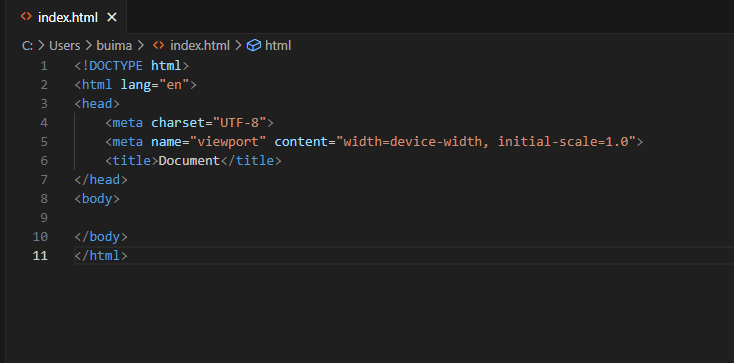 index.html
C: > Users > buima > index.html > html
1 <!DOCTYPE html>
2 <html lang="en">
3 <head>
4     <meta charset="UTF-8">
5     <meta name="viewport" content="width=device-width, initial-scale=1.0">
6     <title>Document</title>
7 </head>
8 <body>
9
10 </body>
11 </html>